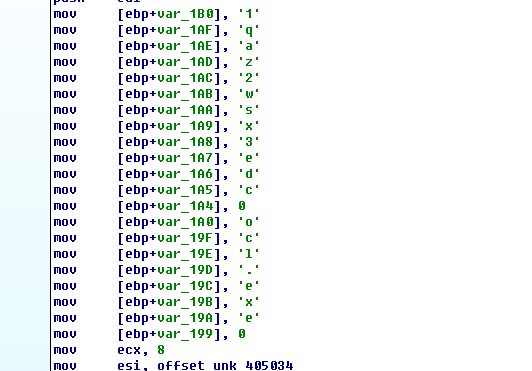 push edi
mov [ebp+var_1B0], '1'
mov [ebp+var_1AF], 'q'
mov [ebp+var_1AE], 'a'
mov [ebp+var_1AD], 'z'
mov [ebp+var_1AC], '2'
mov [ebp+var_1AB], 'w'
mov [ebp+var_1AA], 's'
mov [ebp+var_1A9], 'x'
mov [ebp+var_1A8], '3'
mov [ebp+var_1A7], 'e'
mov [ebp+var_1A6], 'd'
mov [ebp+var_1A5], 'c'
mov [ebp+var_1A4], 0
mov [ebp+var_1A0], 'o'
mov [ebp+var_19F], 'c'
mov [ebp+var_19E], 'l'
mov [ebp+var_19D], '.'
mov [ebp+var_19C], 'e'
mov [ebp+var_19B], 'x'
mov [ebp+var_19A], 'e'
mov [ebp+var_199], 0
mov ecx, 8
mov esi, offset unk_405034